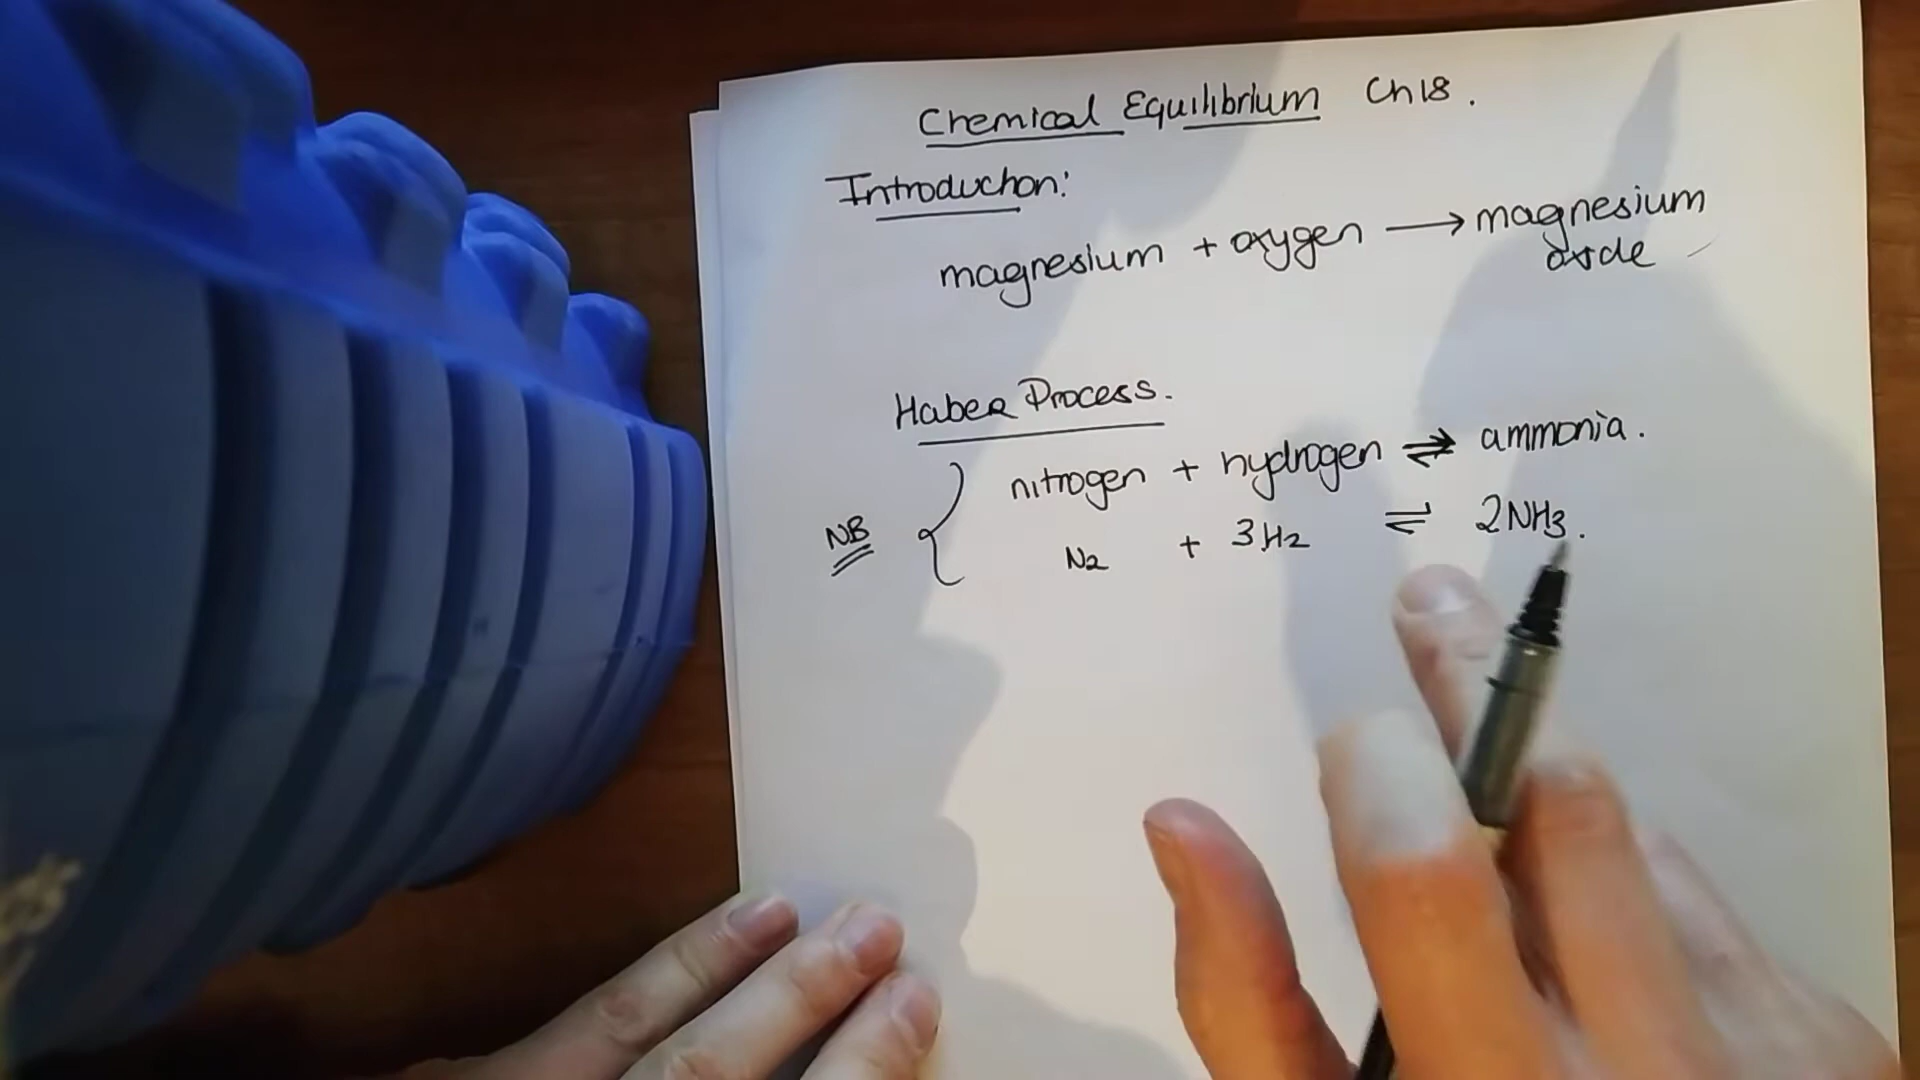 Chemical Equilibrium Ch18.
Introduction:
magnesium + oxygen → magnesium
oxide
Haber Process.
nitrogen + hydrogen ⇌ ammonia.
NB
N2 + 3H2 ⇌ 2NH3.